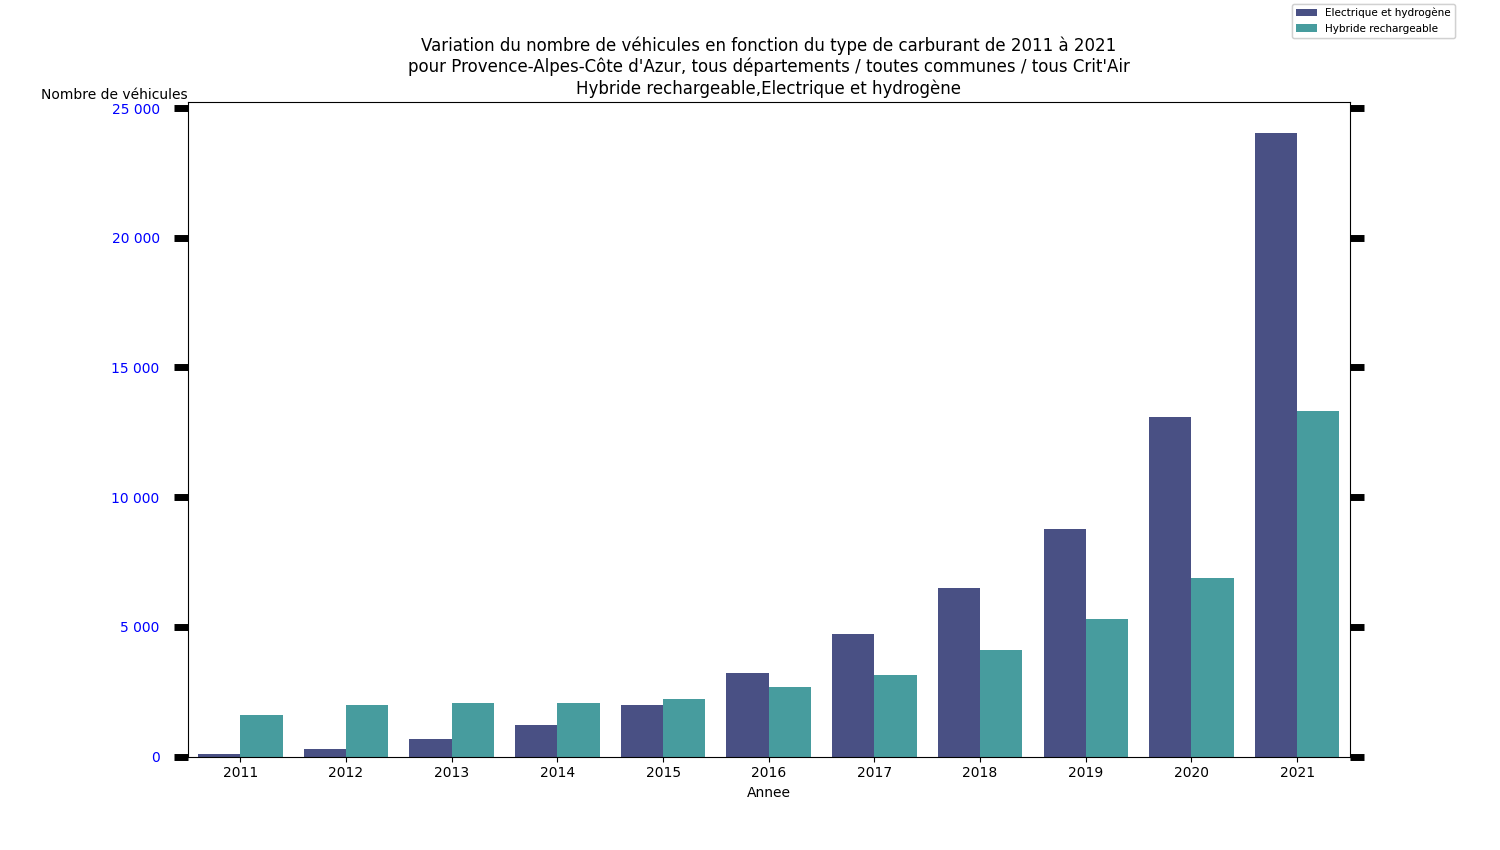 Electrique et hydrogène
Hybride rechargeable
Variation du nombre de véhicules en fonction du type de carburant de 2011 à 2021
pour Provence-Alpes-Côte d'Azur, tous départements / toutes communes / tous Crit'Air
Hybride rechargeable,Electrique et hydrogène
Nombre de véhicules
25 000
20 000
15 000
10 000
5 000
0
2011 2012 2013 2014 2015 2016 2017 2018 2019 2020 2021
Annee